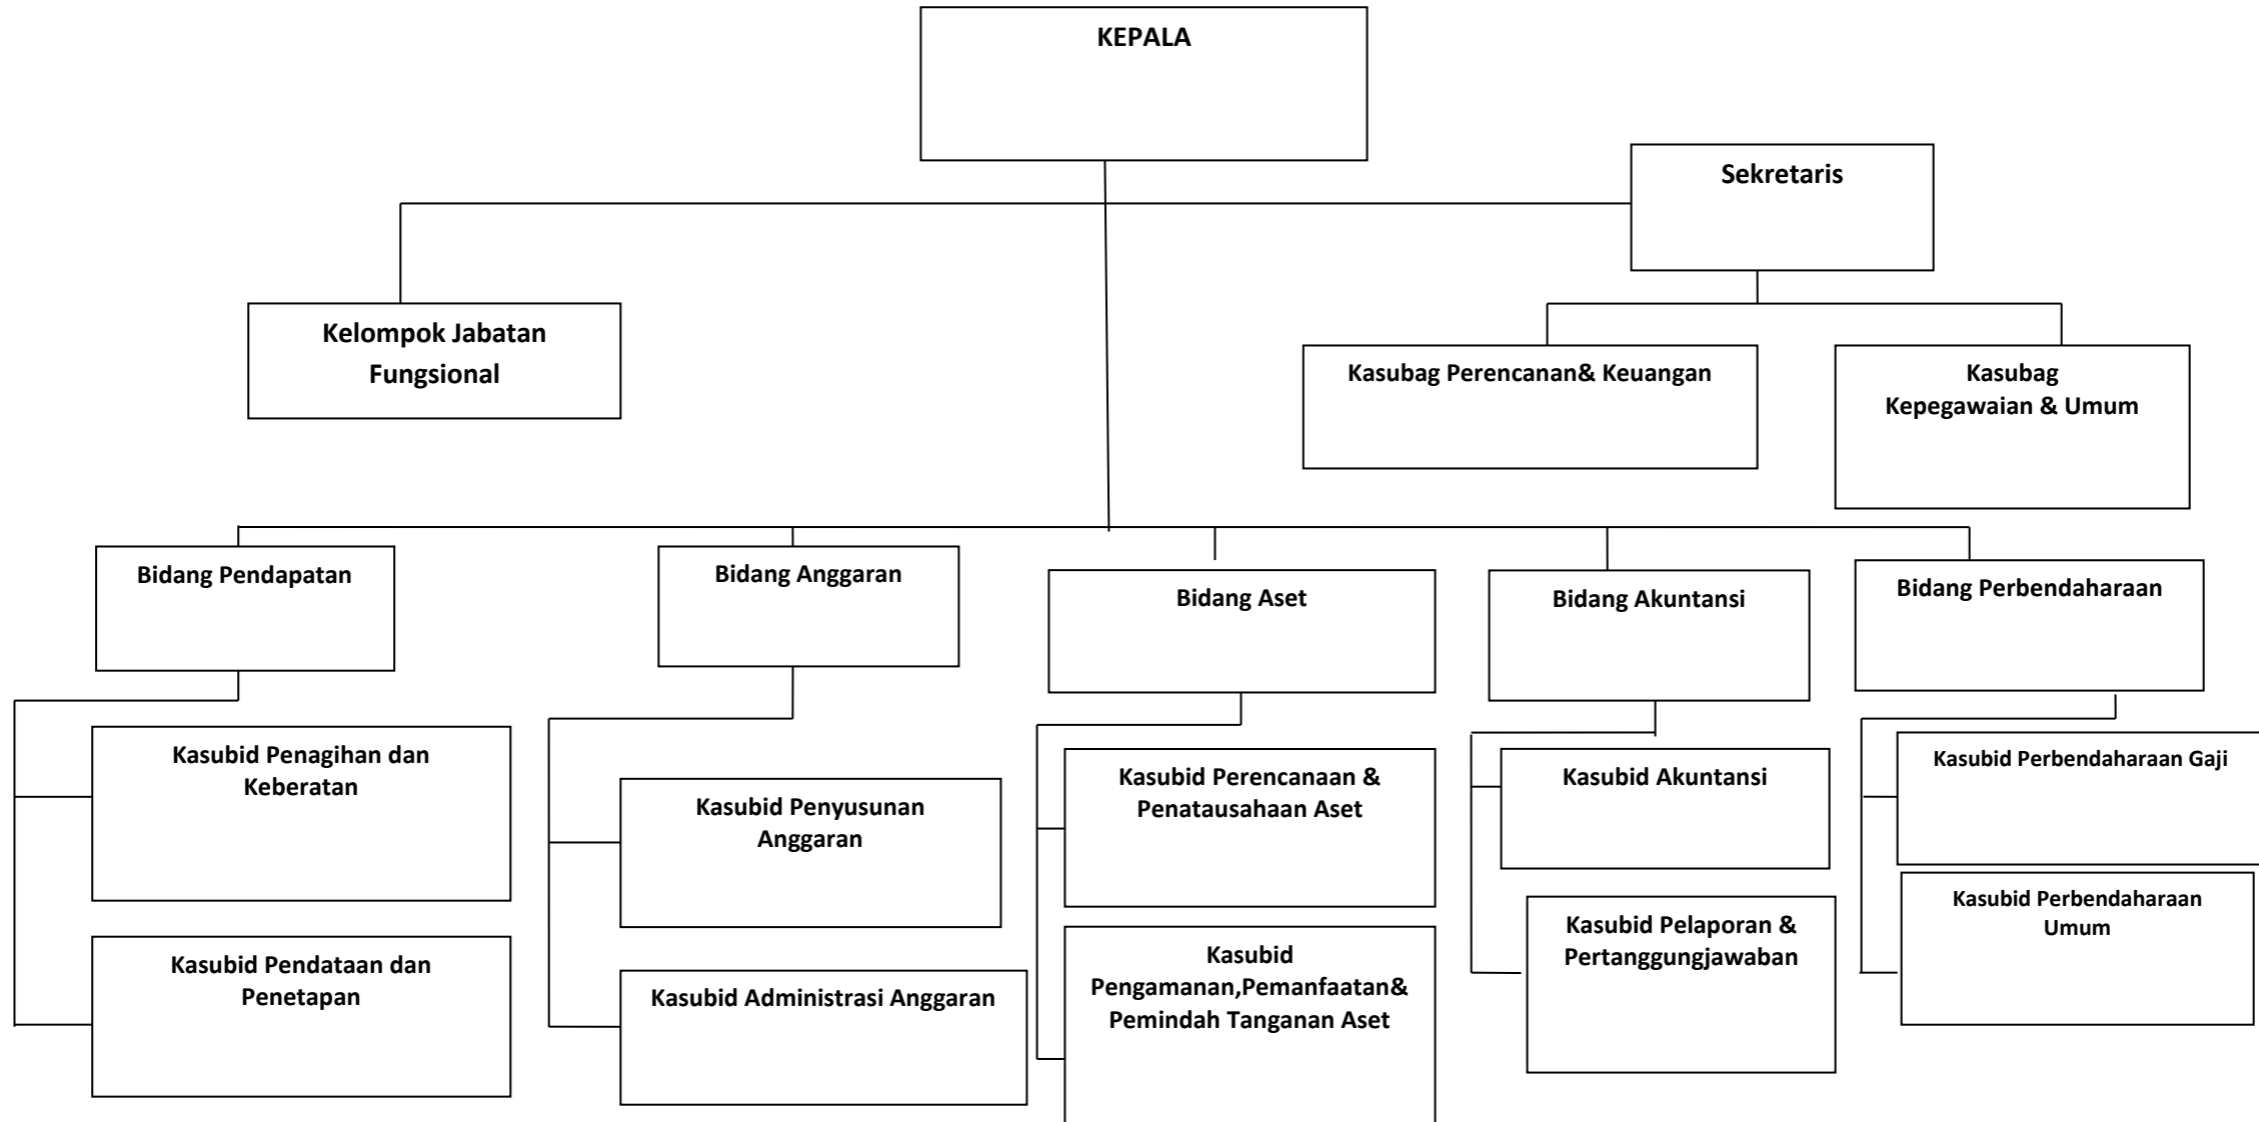 KEPALA
Sekretaris
Kelompok Jabatan
Fungsional
Kasubag Perencanan& Keuangan
Kasubag
Kepegawaian & Umum
Bidang Pendapatan
Bidang Anggaran
Bidang Aset
Bidang Akuntansi
Bidang Perbendaharaan
Kasubid Penagihan dan
Keberatan
Kasubid Penyusunan
Anggaran
Kasubid Perencanaan &
Penatausahaan Aset
Kasubid Akuntansi
Kasubid Perbendaharaan Gaji
Kasubid Pendataan dan
Penetapan
Kasubid Administrasi Anggaran
Kasubid
Pengamanan,Pemanfaatan&
Pemindah Tanganan Aset
Kasubid Pelaporan &
Pertanggungjawaban
Kasubid Perbendaharaan
Umum